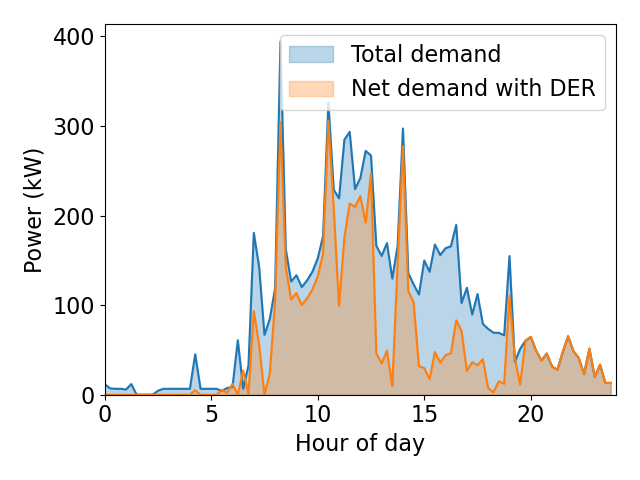 400
300
200
100
0
Power (kW)
Total demand
Net demand with DER
0 5 10 15 20
Hour of day